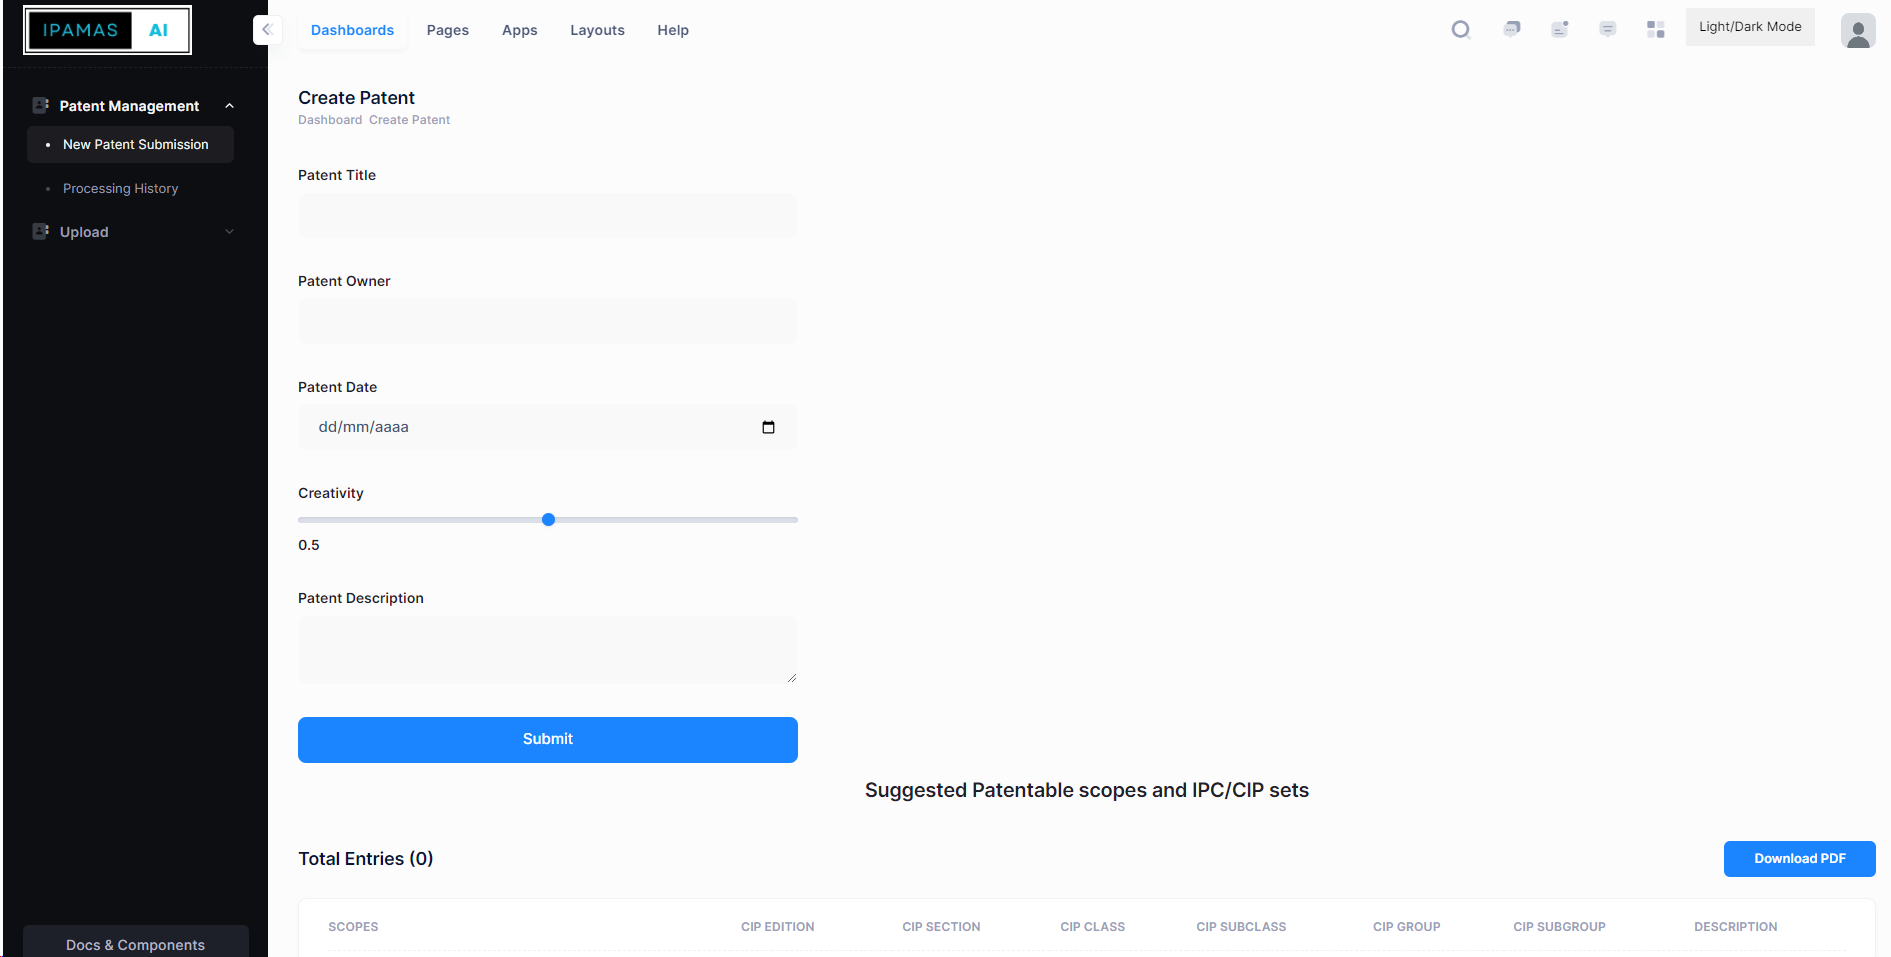 IPAMAS AI
Dashboards Pages Apps Layouts Help
Light/Dark Mode
Patent Management
New Patent Submission
Processing History
Upload
Docs & Components
Create Patent
Dashboard Create Patent
Patent Title
Patent Owner
Patent Date
dd/mm/aaaa
Creativity
0.5
Patent Description
Submit
Suggested Patentable scopes and IPC/CIP sets
Total Entries (0)
Download PDF
SCOPES CIP EDITION CIP SECTION CIP CLASS CIP SUBCLASS CIP GROUP CIP SUBGROUP DESCRIPTION